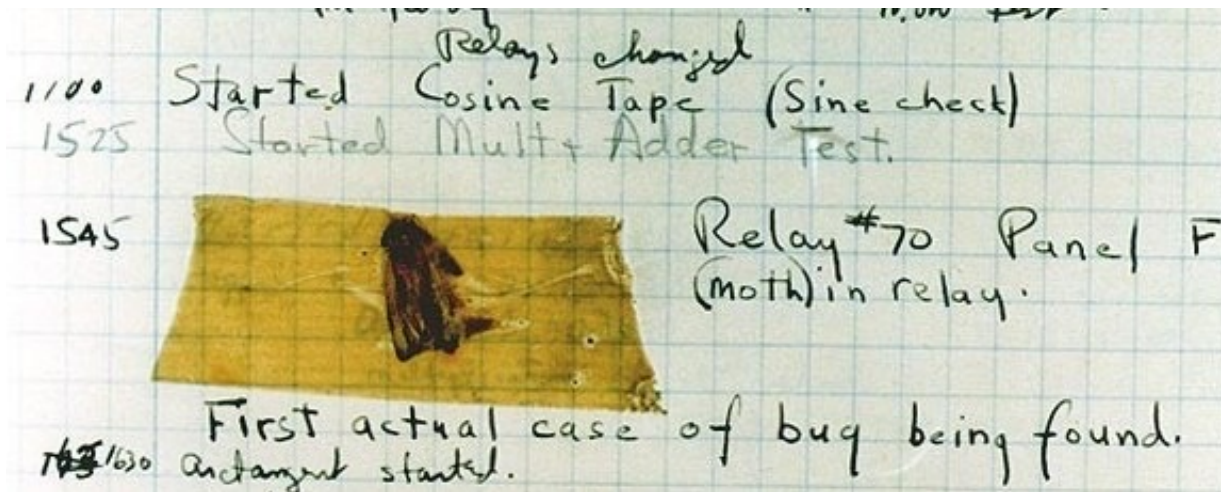 Relays changed
1100 Started Cosine Tape (Sine check)
1525 Started Mult + Adder Test.
1545 Relay #70 Panel F
(moth) in relay.
First actual case of bug being found.
1630 arctangent started.